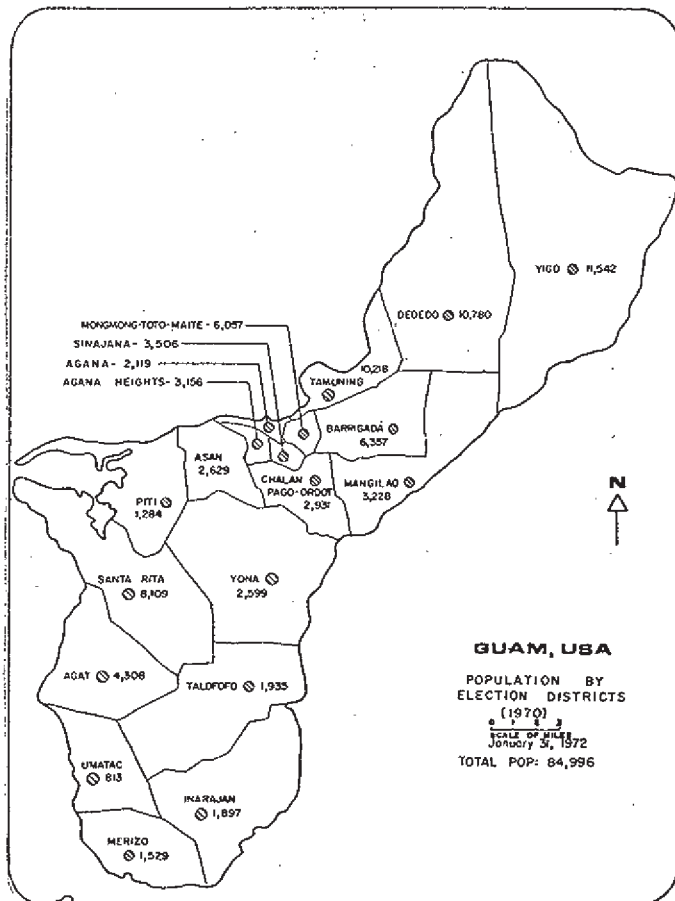 YIGO 11,542
DEDEDO 10,780
MONGMONG-TOTO-MAITE - 6,057
SINAJANA - 3,506
AGANA - 2,119
AGANA HEIGHTS - 3,156
10,218
TAMUNING
BARRIGADA
6,357
ASAN
2,629
CHALAN
PAGO-ORDOT
2,931
MANGILAO
3,228
PITI
1,284
N
SANTA RITA
8,109
YONA
2,599
AGAT 4,308
TALOFOFO 1,935
UMATAC
813
INARAJAN
1,897
MERIZO
1,529
GUAM, USA
POPULATION BY
ELECTION DISTRICTS
(1970)
0 1 2 3
SCALE OF MILES
January 31, 1972
TOTAL POP: 84,996